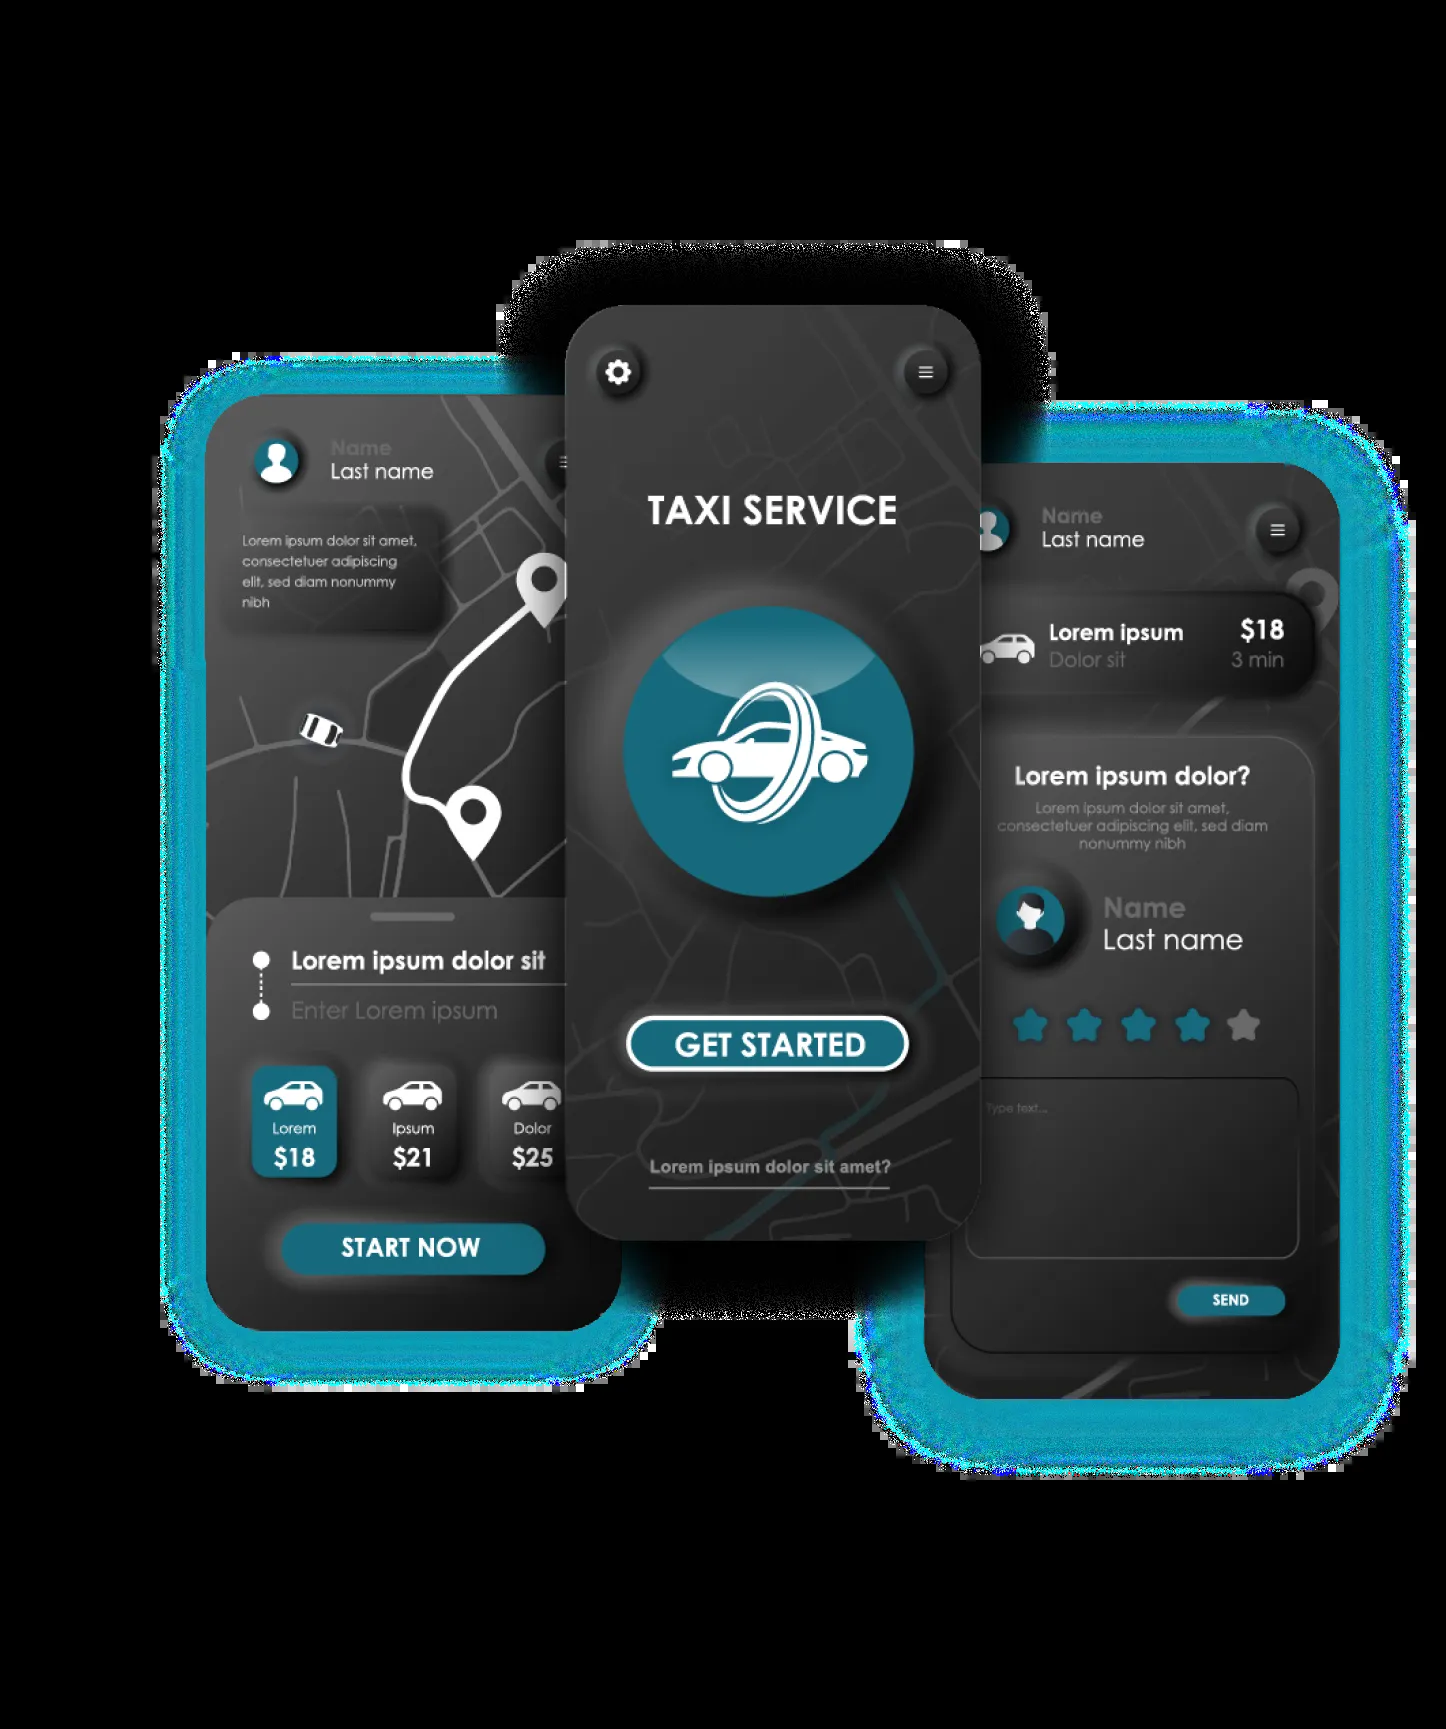 Name
Last name
Lorem ipsum dolor sit amet,
consectetuer adipiscing
elit, sed diam nonummy
nibh
Lorem ipsum dolor sit
Enter Lorem ipsum
Lorem
$18
Ipsum
$21
Dolor
$25
START NOW
TAXI SERVICE
GET STARTED
Lorem ipsum dolor sit amet?
Name
Last name
Lorem ipsum
$18
Dolor sit
3 min
Lorem ipsum dolor?
Lorem ipsum dolor sit amet,
consectetuer adipiscing elit, sed diam
nonummy nibh
Name
Last name
Type text...
SEND